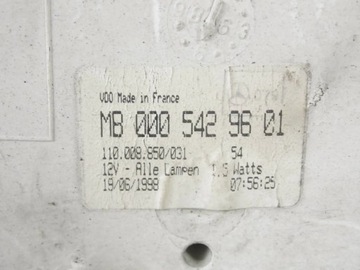 VDO Made in France
MB 000 542 96 01
110.008.850/031 54
12V - Alle Lampen 1.5 Watts
19/06/1998 07:56:25